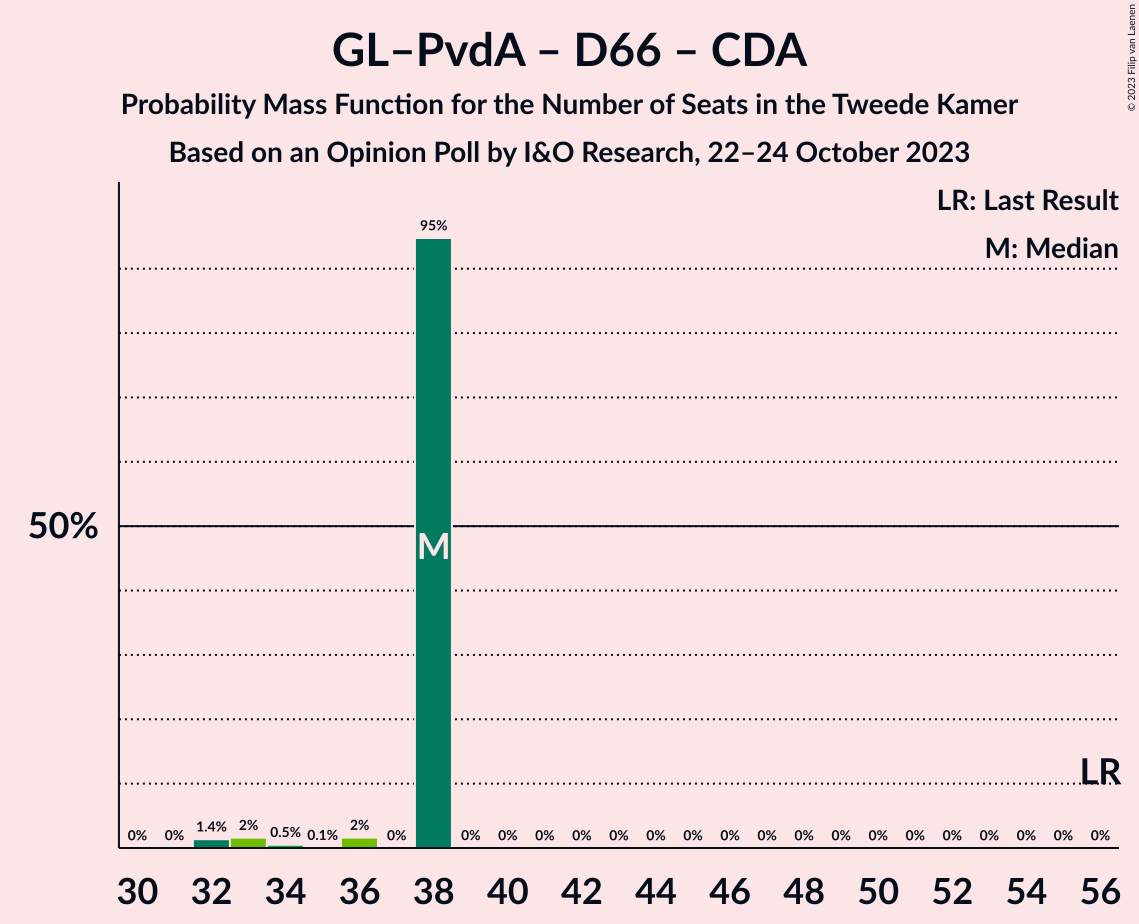 GL–PvdA – D66 – CDA
Probability Mass Function for the Number of Seats in the Tweede Kamer
Based on an Opinion Poll by I&O Research, 22–24 October 2023
© 2023 Filip van Laenen
LR: Last Result
M: Median
95%
50%
M
LR
0% 0% 1.4% 2% 0.5% 0.1% 2% 0% 0% 0% 0% 0% 0% 0% 0% 0% 0% 0% 0% 0% 0% 0% 0% 0% 0% 0%
30 32 34 36 38 40 42 44 46 48 50 52 54 56